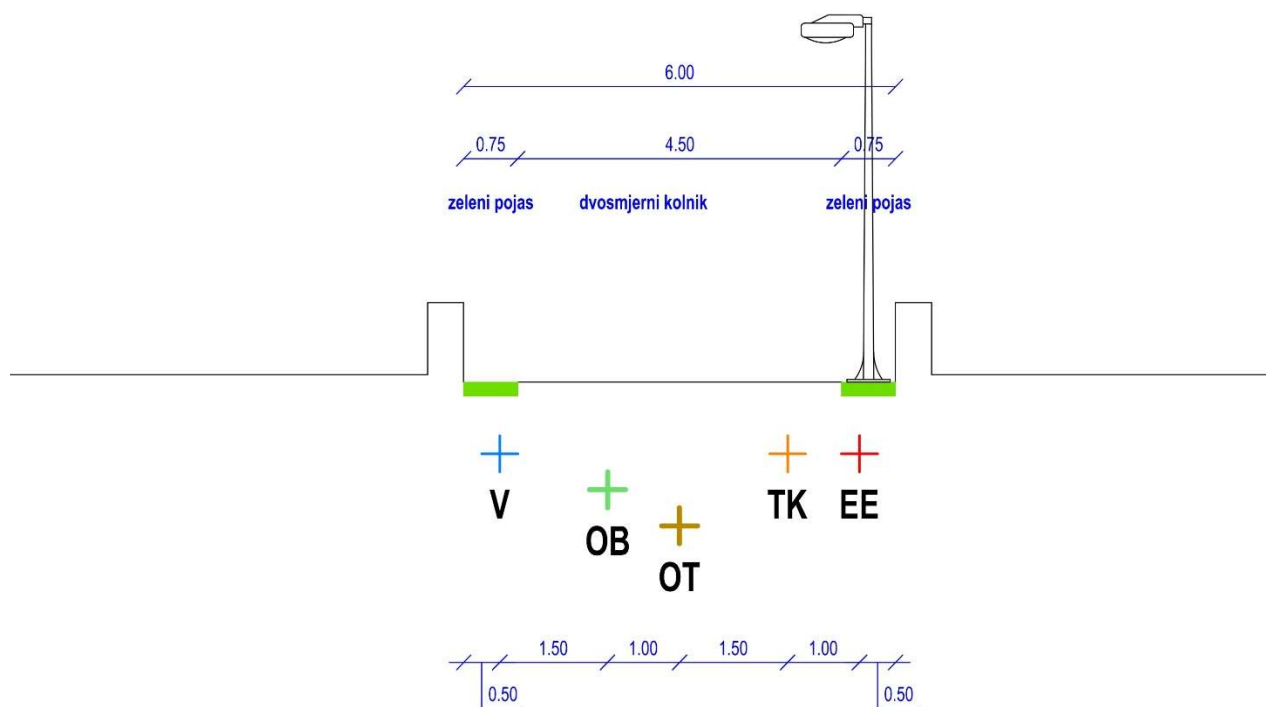 6.00
0.75 4.50 0.75
zeleni pojas dvosmjerni kolnik zeleni pojas
V TK EE
OB
OT
1.50 1.00 1.50 1.00
0.50 0.50